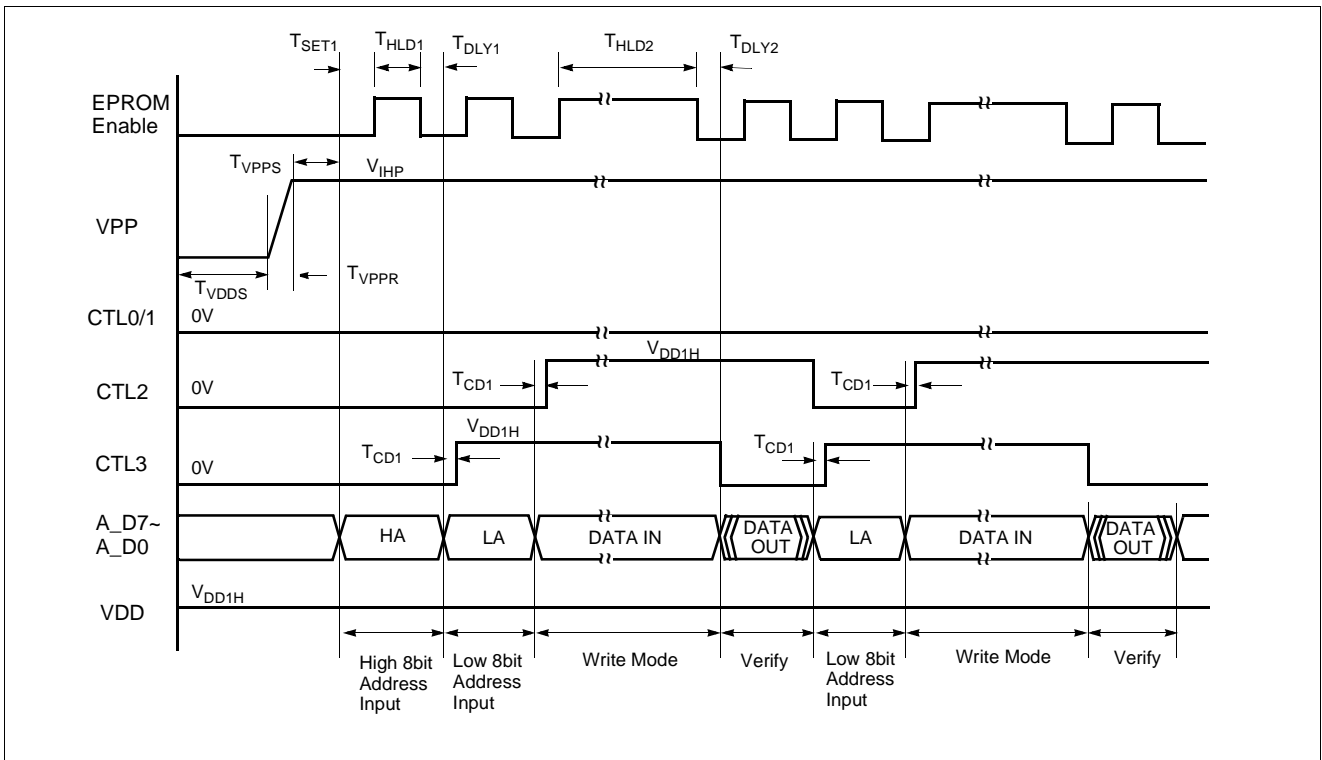 TSET1 THLD1 TDLY1 THLD2 TDLY2
EPROM
Enable
TVPPS VIHP
VPP
TVPPR
TVDDS
CTL0/1 0V
VDD1H
CTL2 0V TCD1 TCD1
VDD1H
CTL3 0V TCD1 TCD1
A_D7~
A_D0
HA LA DATA IN DATA
OUT LA DATA IN DATA
OUT
VDD1H
VDD
High 8bit
Address
Input
Low 8bit
Address
Input
Write Mode
Verify
Low 8bit
Address
Input
Write Mode
Verify